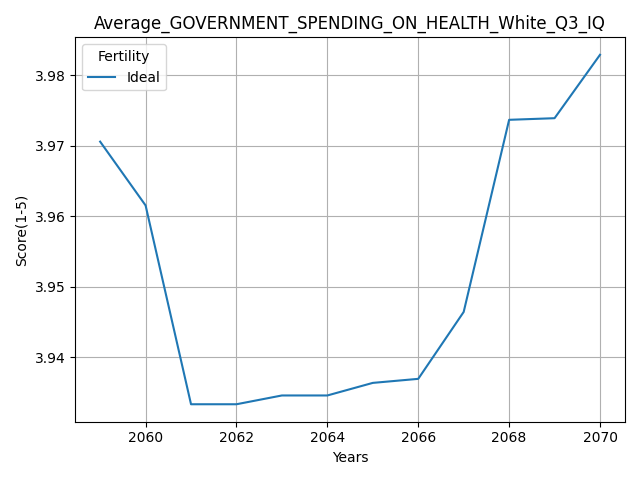 Average_GOVERNMENT_SPENDING_ON_HEALTH_White_Q3_IQ
Fertility
Ideal
3.98
3.97
3.96
3.95
3.94
Score(1-5)
2060 2062 2064 2066 2068 2070
Years